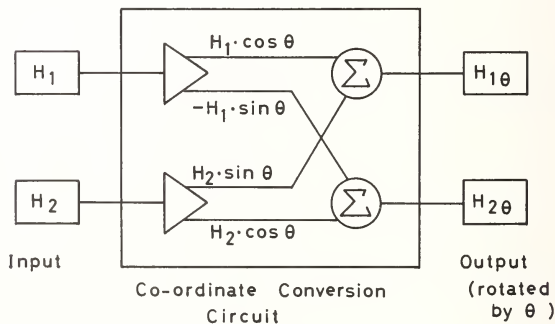 H₁·cos θ
H₁
Σ
H₁θ
-H₁·sin θ
H₂·sin θ
H₂
Σ
H₂θ
H₂·cos θ
Input
Output
Co-ordinate Conversion
(rotated
Circuit
by θ )